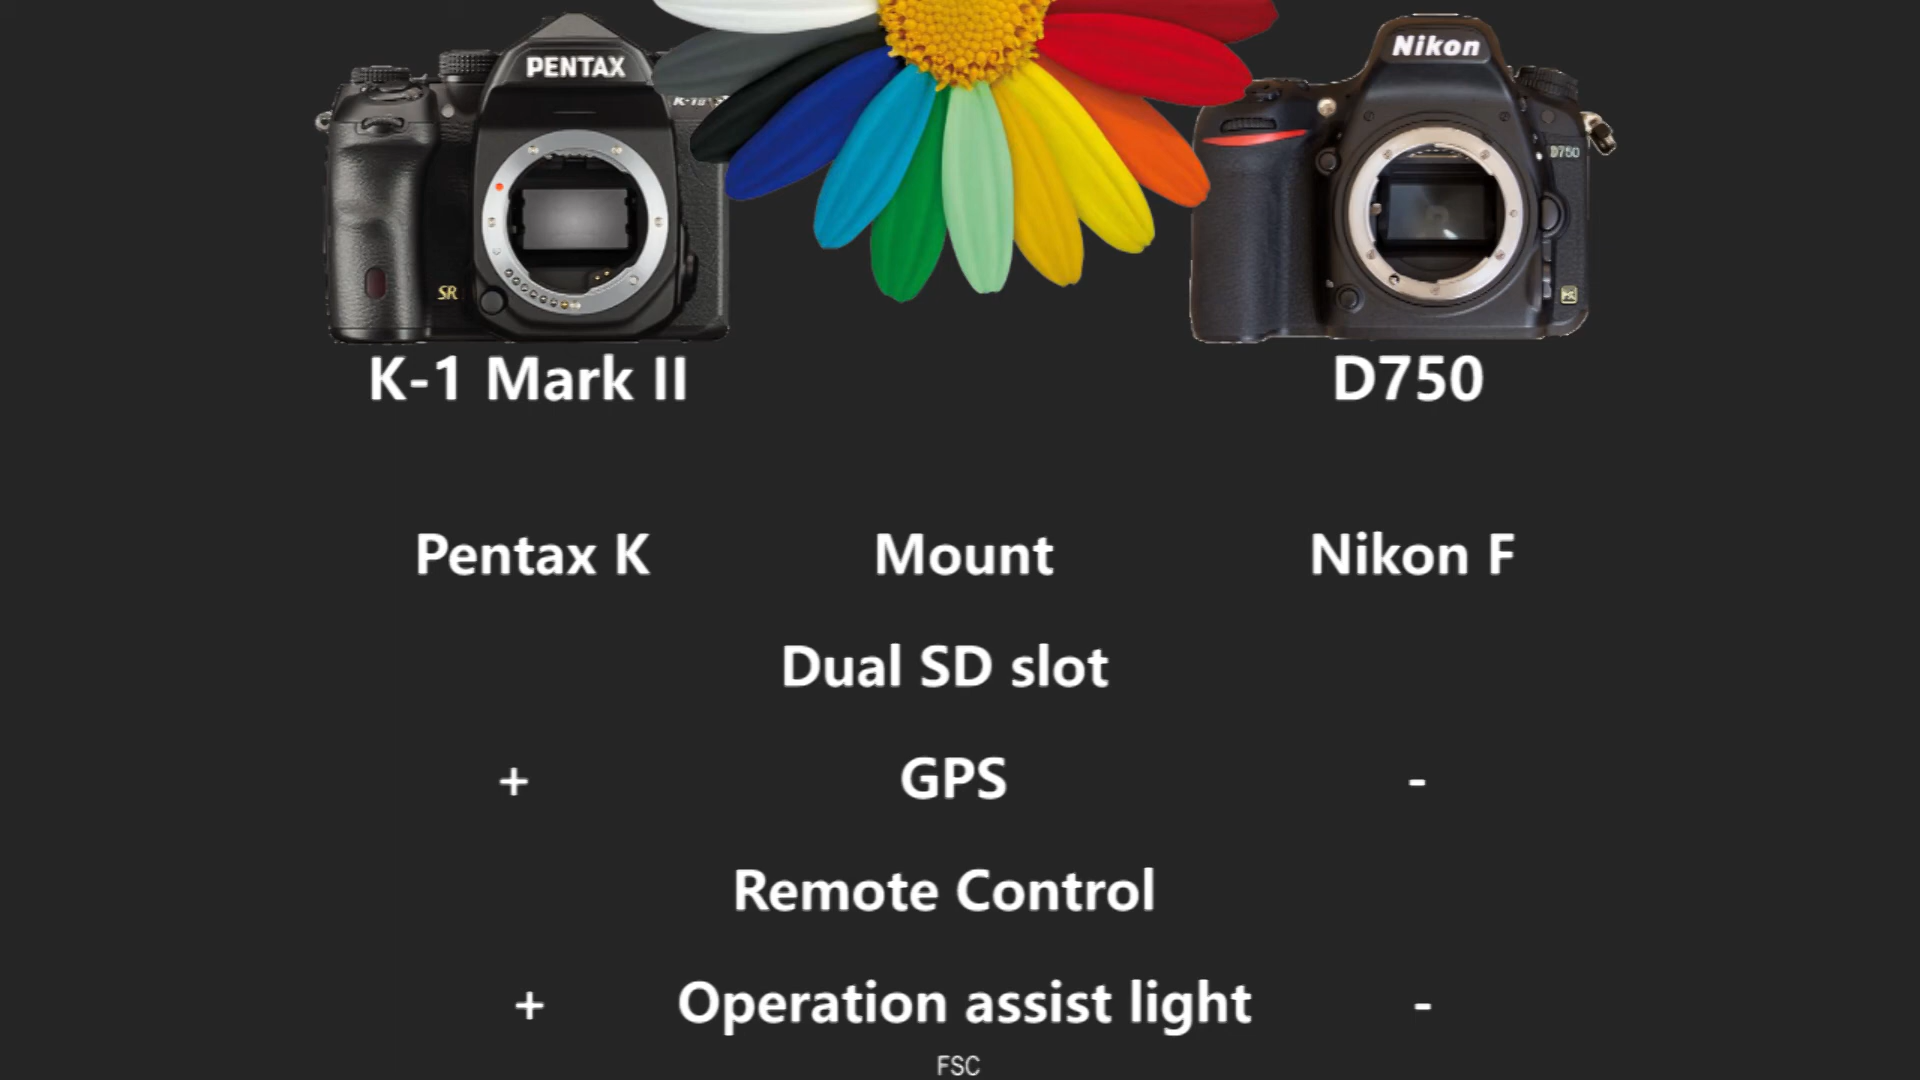 PENTAX
Nikon
D750
SR
K-1 Mark II
D750
Pentax K
Mount
Nikon F
Dual SD slot
+ GPS -
Remote Control
+ Operation assist light -
FSC